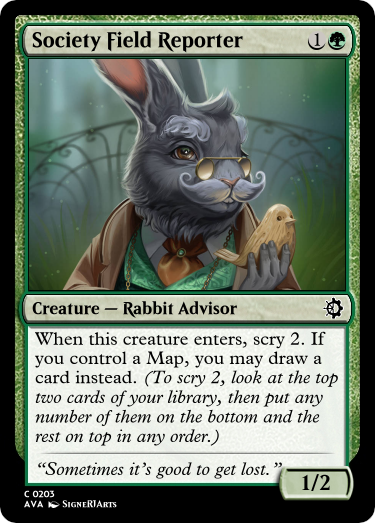 Society Field Reporter 1
Creature — Rabbit Advisor
When this creature enters, scry 2. If
you control a Map, you may draw a
card instead. (To scry 2, look at the top
two cards of your library, then put any
number of them on the bottom and the
rest on top in any order.)
“Sometimes it’s good to get lost.”
1/2
C 0203
AVA SignerJArts